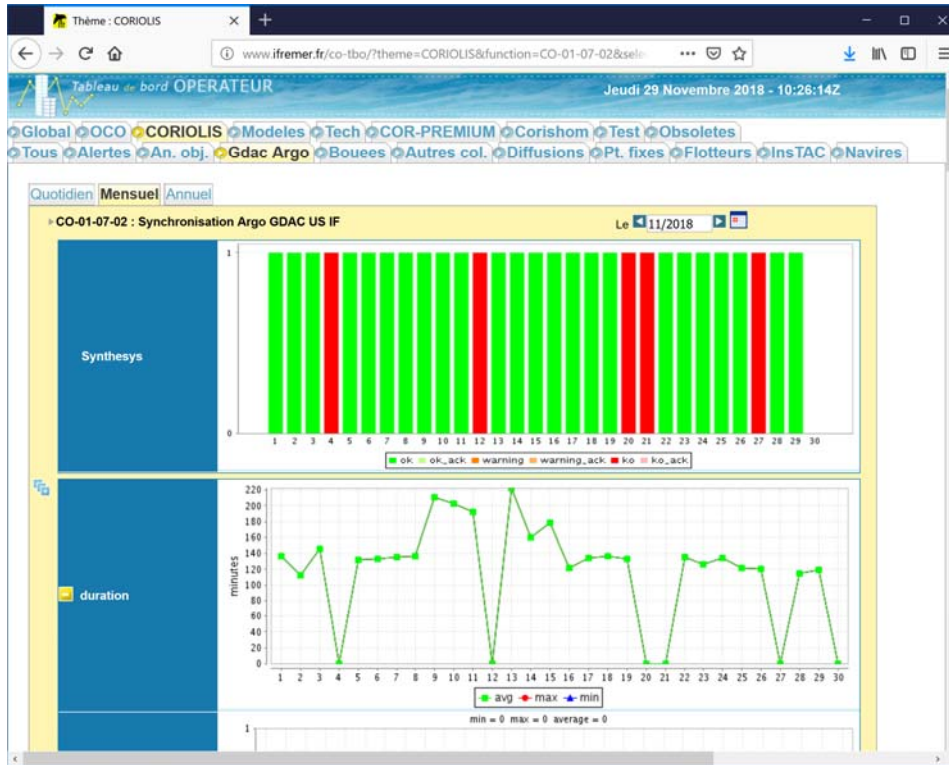 Thème : CORIOLIS
www.ifremer.fr/co-tbo/?theme=CORIOLIS&function=CO-01-07-02&sele
Tableau de bord OPERATEUR
Jeudi 29 Novembre 2018 - 10:26:14Z
Global OCO CORIOLIS Modeles Tech COR-PREMIUM Corishom Test Obsoletes
Tous Alertes An. obj. Gdac Argo Bouees Autres col. Diffusions Pt. fixes Flotteurs InsTAC Navires
Quotidien Mensuel Annuel
CO-01-07-02 : Synchronisation Argo GDAC US IF
Le 11/2018
Synthesys
1
0
1 2 3 4 5 6 7 8 9 10 11 12 13 14 15 16 17 18 19 20 21 22 23 24 25 26 27 28 29 30
ok ok_ack warning warning_ack ko ko_ack
duration
minutes
220
200
180
160
140
120
100
80
60
40
20
0
1 2 3 4 5 6 7 8 9 10 11 12 13 14 15 16 17 18 19 20 21 22 23 24 25 26 27 28 29 30
avg max min
min = 0 max = 0 average = 0
1